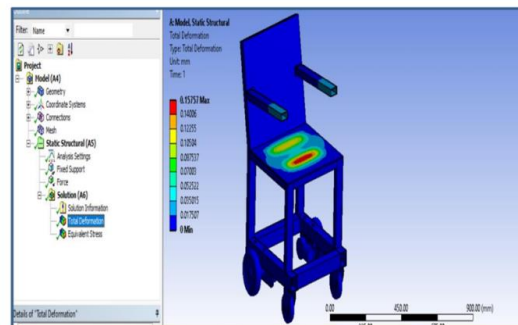 Filter: Name
Project
Model (A4)
Geometry
Coordinate Systems
Connections
Mesh
Static Structural (A5)
Analysis Settings
Fixed Support
Force
Solution (A6)
Solution Information
Total Deformation
Equivalent Stress
Details of "Total Deformation"
A: Model, Static Structural
Total Deformation
Type: Total Deformation
Unit: mm
Time: 1
0.15757 Max
0.14006
0.12255
0.10504
0.087537
0.07003
0.052522
0.035015
0.017507
0 Min
0.00 450.00 900.00 (mm)